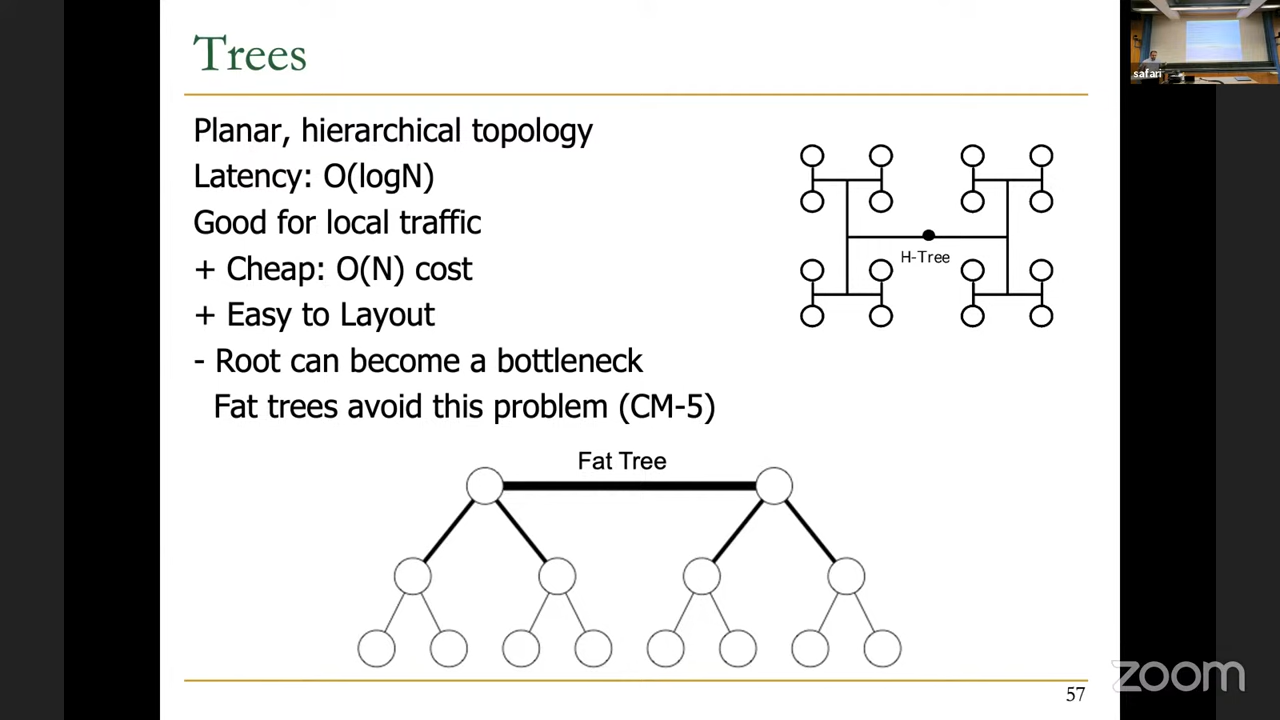 Trees
Planar, hierarchical topology
Latency: O(logN)
Good for local traffic
+ Cheap: O(N) cost
+ Easy to Layout
- Root can become a bottleneck
Fat trees avoid this problem (CM-5)
H-Tree
Fat Tree
57
safari
zoom